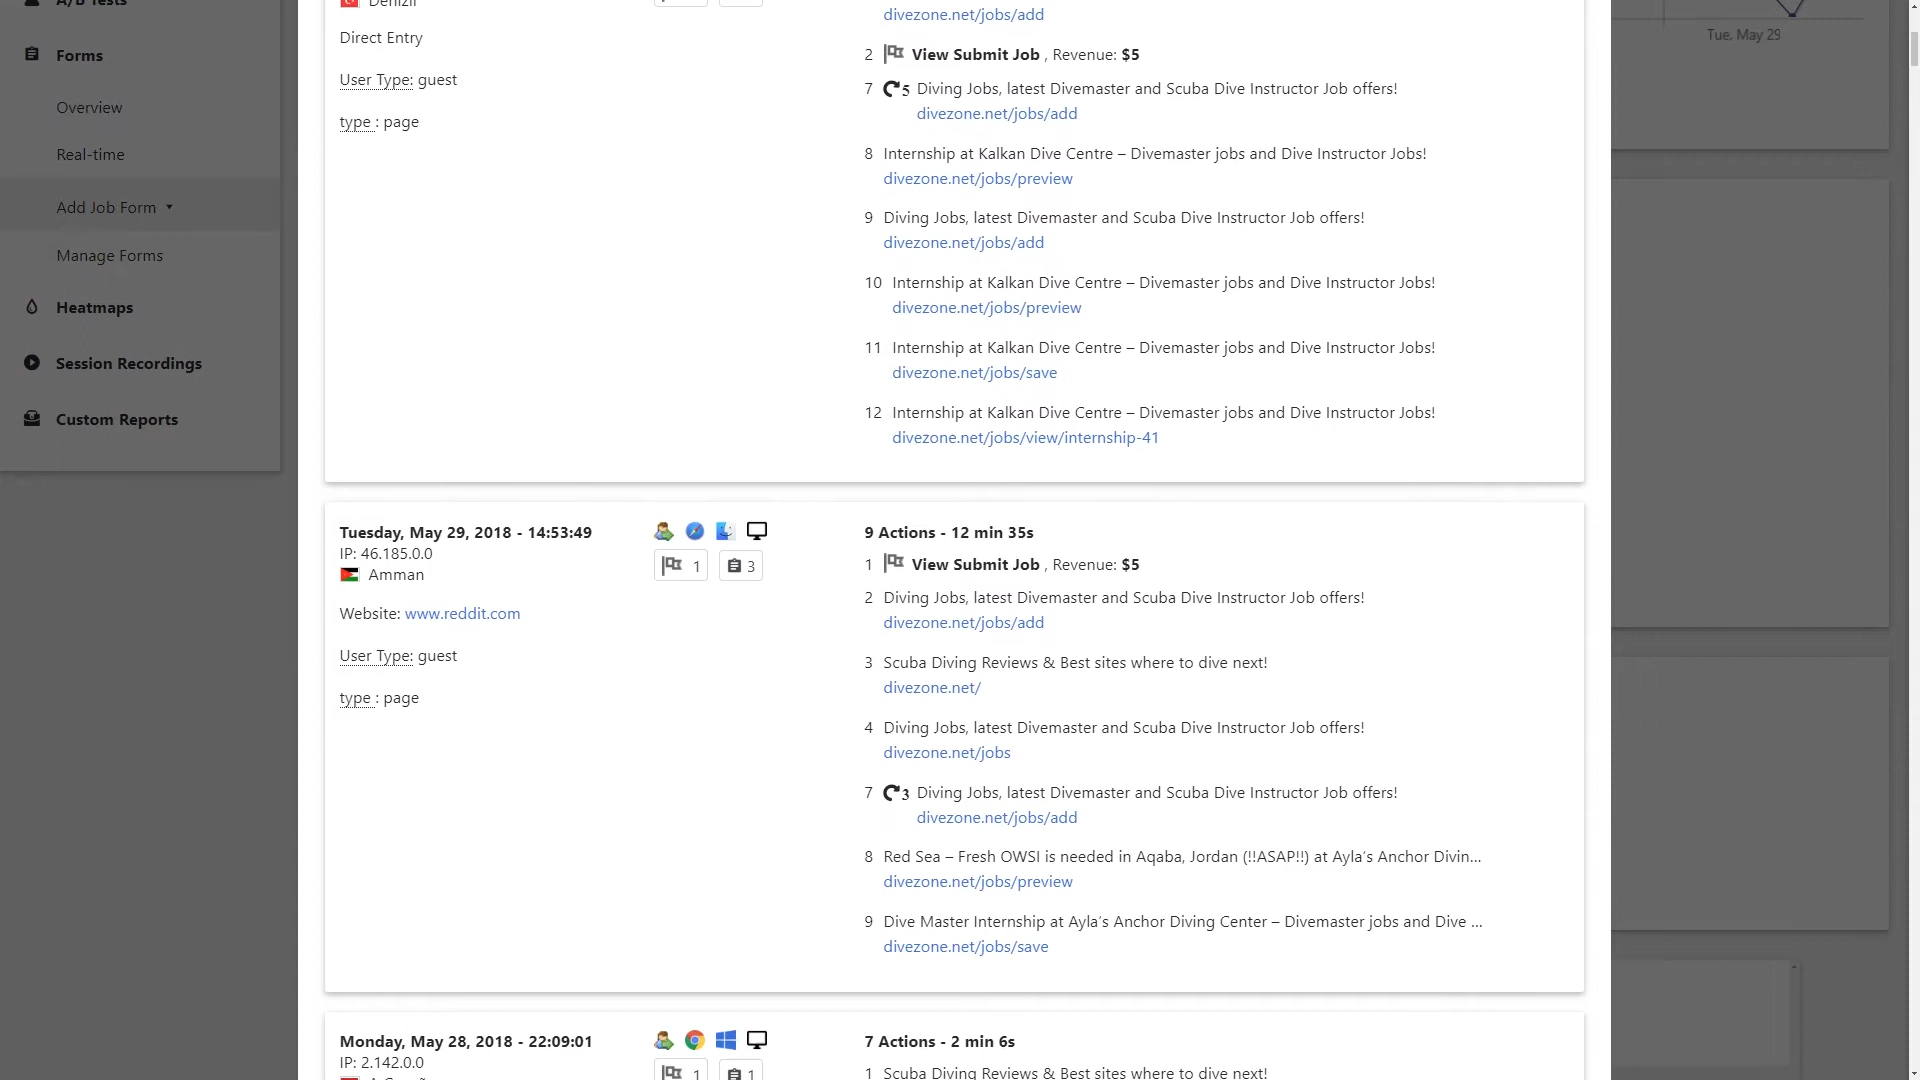 A/B Tests
Forms
Overview
Real-time
Add Job Form
Manage Forms
Heatmaps
Session Recordings
Custom Reports
Denizli
Direct Entry
User Type: guest
type : page
divezone.net/jobs/add
2 View Submit Job , Revenue: $5
7 5 Diving Jobs, latest Divemaster and Scuba Dive Instructor Job offers!
divezone.net/jobs/add
8 Internship at Kalkan Dive Centre – Divemaster jobs and Dive Instructor Jobs!
divezone.net/jobs/preview
9 Diving Jobs, latest Divemaster and Scuba Dive Instructor Job offers!
divezone.net/jobs/add
10 Internship at Kalkan Dive Centre – Divemaster jobs and Dive Instructor Jobs!
divezone.net/jobs/preview
11 Internship at Kalkan Dive Centre – Divemaster jobs and Dive Instructor Jobs!
divezone.net/jobs/save
12 Internship at Kalkan Dive Centre – Divemaster jobs and Dive Instructor Jobs!
divezone.net/jobs/view/internship-41
Tuesday, May 29, 2018 - 14:53:49
IP: 46.185.0.0
Amman
Website: www.reddit.com
User Type: guest
type : page
1 3
9 Actions - 12 min 35s
1 View Submit Job , Revenue: $5
2 Diving Jobs, latest Divemaster and Scuba Dive Instructor Job offers!
divezone.net/jobs/add
3 Scuba Diving Reviews & Best sites where to dive next!
divezone.net/
4 Diving Jobs, latest Divemaster and Scuba Dive Instructor Job offers!
divezone.net/jobs
7 3 Diving Jobs, latest Divemaster and Scuba Dive Instructor Job offers!
divezone.net/jobs/add
8 Red Sea – Fresh OWSI is needed in Aqaba, Jordan (!!ASAP!!) at Ayla's Anchor Divin...
divezone.net/jobs/preview
9 Dive Master Internship at Ayla's Anchor Diving Center – Divemaster jobs and Dive ...
divezone.net/jobs/save
Monday, May 28, 2018 - 22:09:01
IP: 2.142.0.0
1 1
7 Actions - 2 min 6s
1 Scuba Diving Reviews & Best sites where to dive next!
Tue, May 29